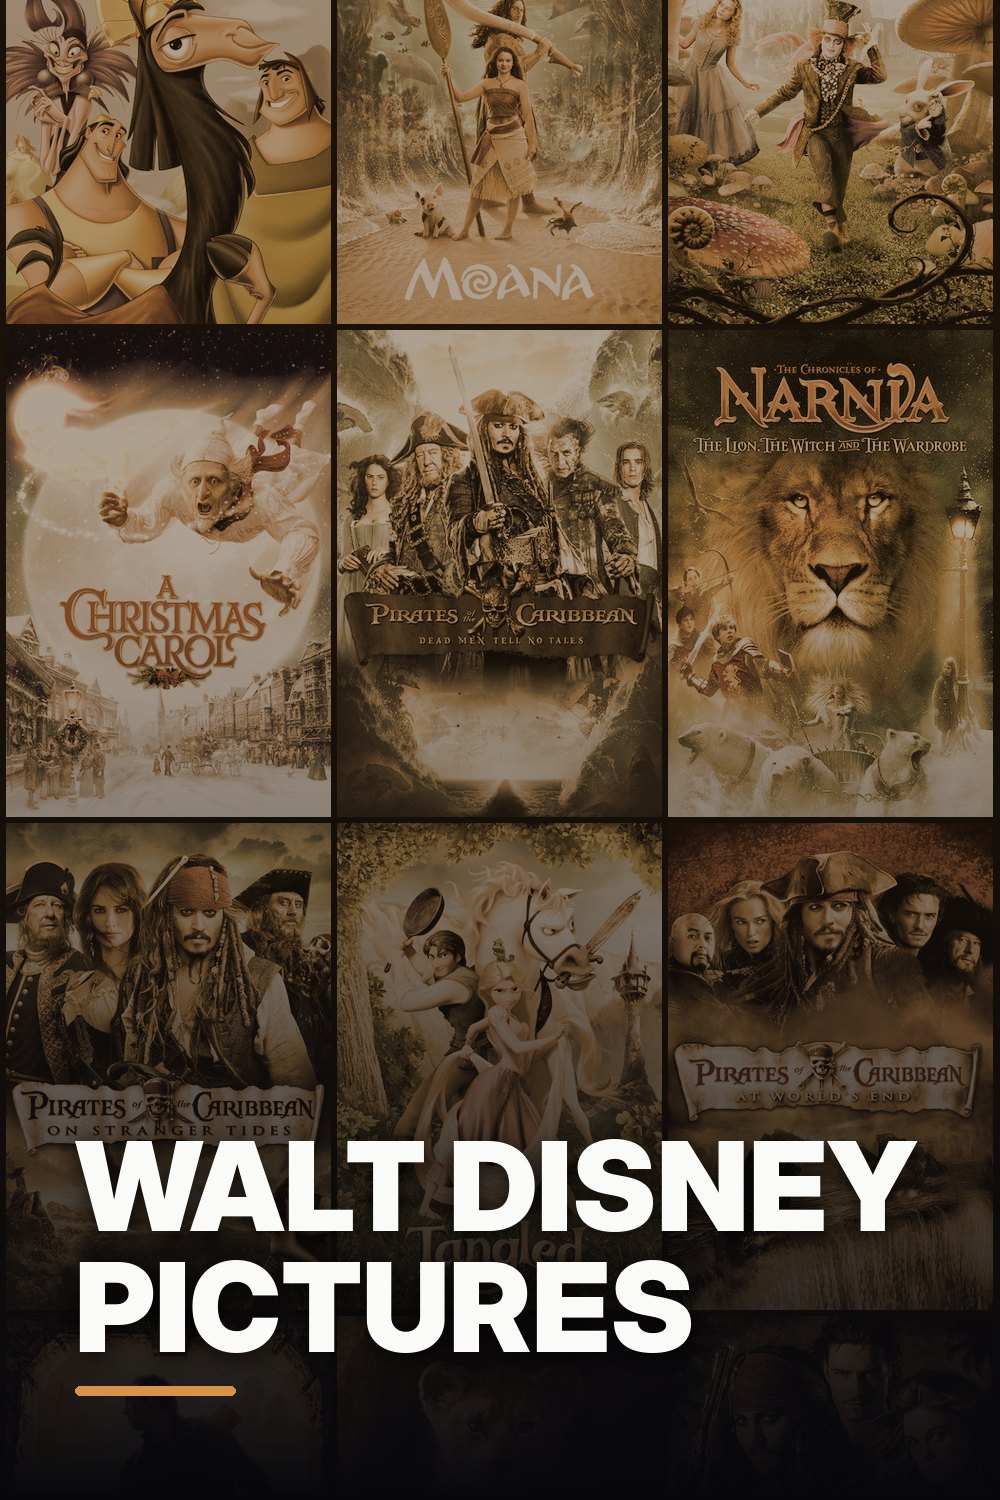 MOANA
THE CHRONICLES OF
NARNIA
THE LION, THE WITCH AND THE WARDROBE
A
CHRISTMAS
CAROL
PIRATES of the CARIBBEAN
DEAD MEN TELL NO TALES
PIRATES of the CARIBBEAN
ON STRANGER TIDES
Tangled
PIRATES of the CARIBBEAN
AT WORLD'S END
WALT DISNEY
PICTURES